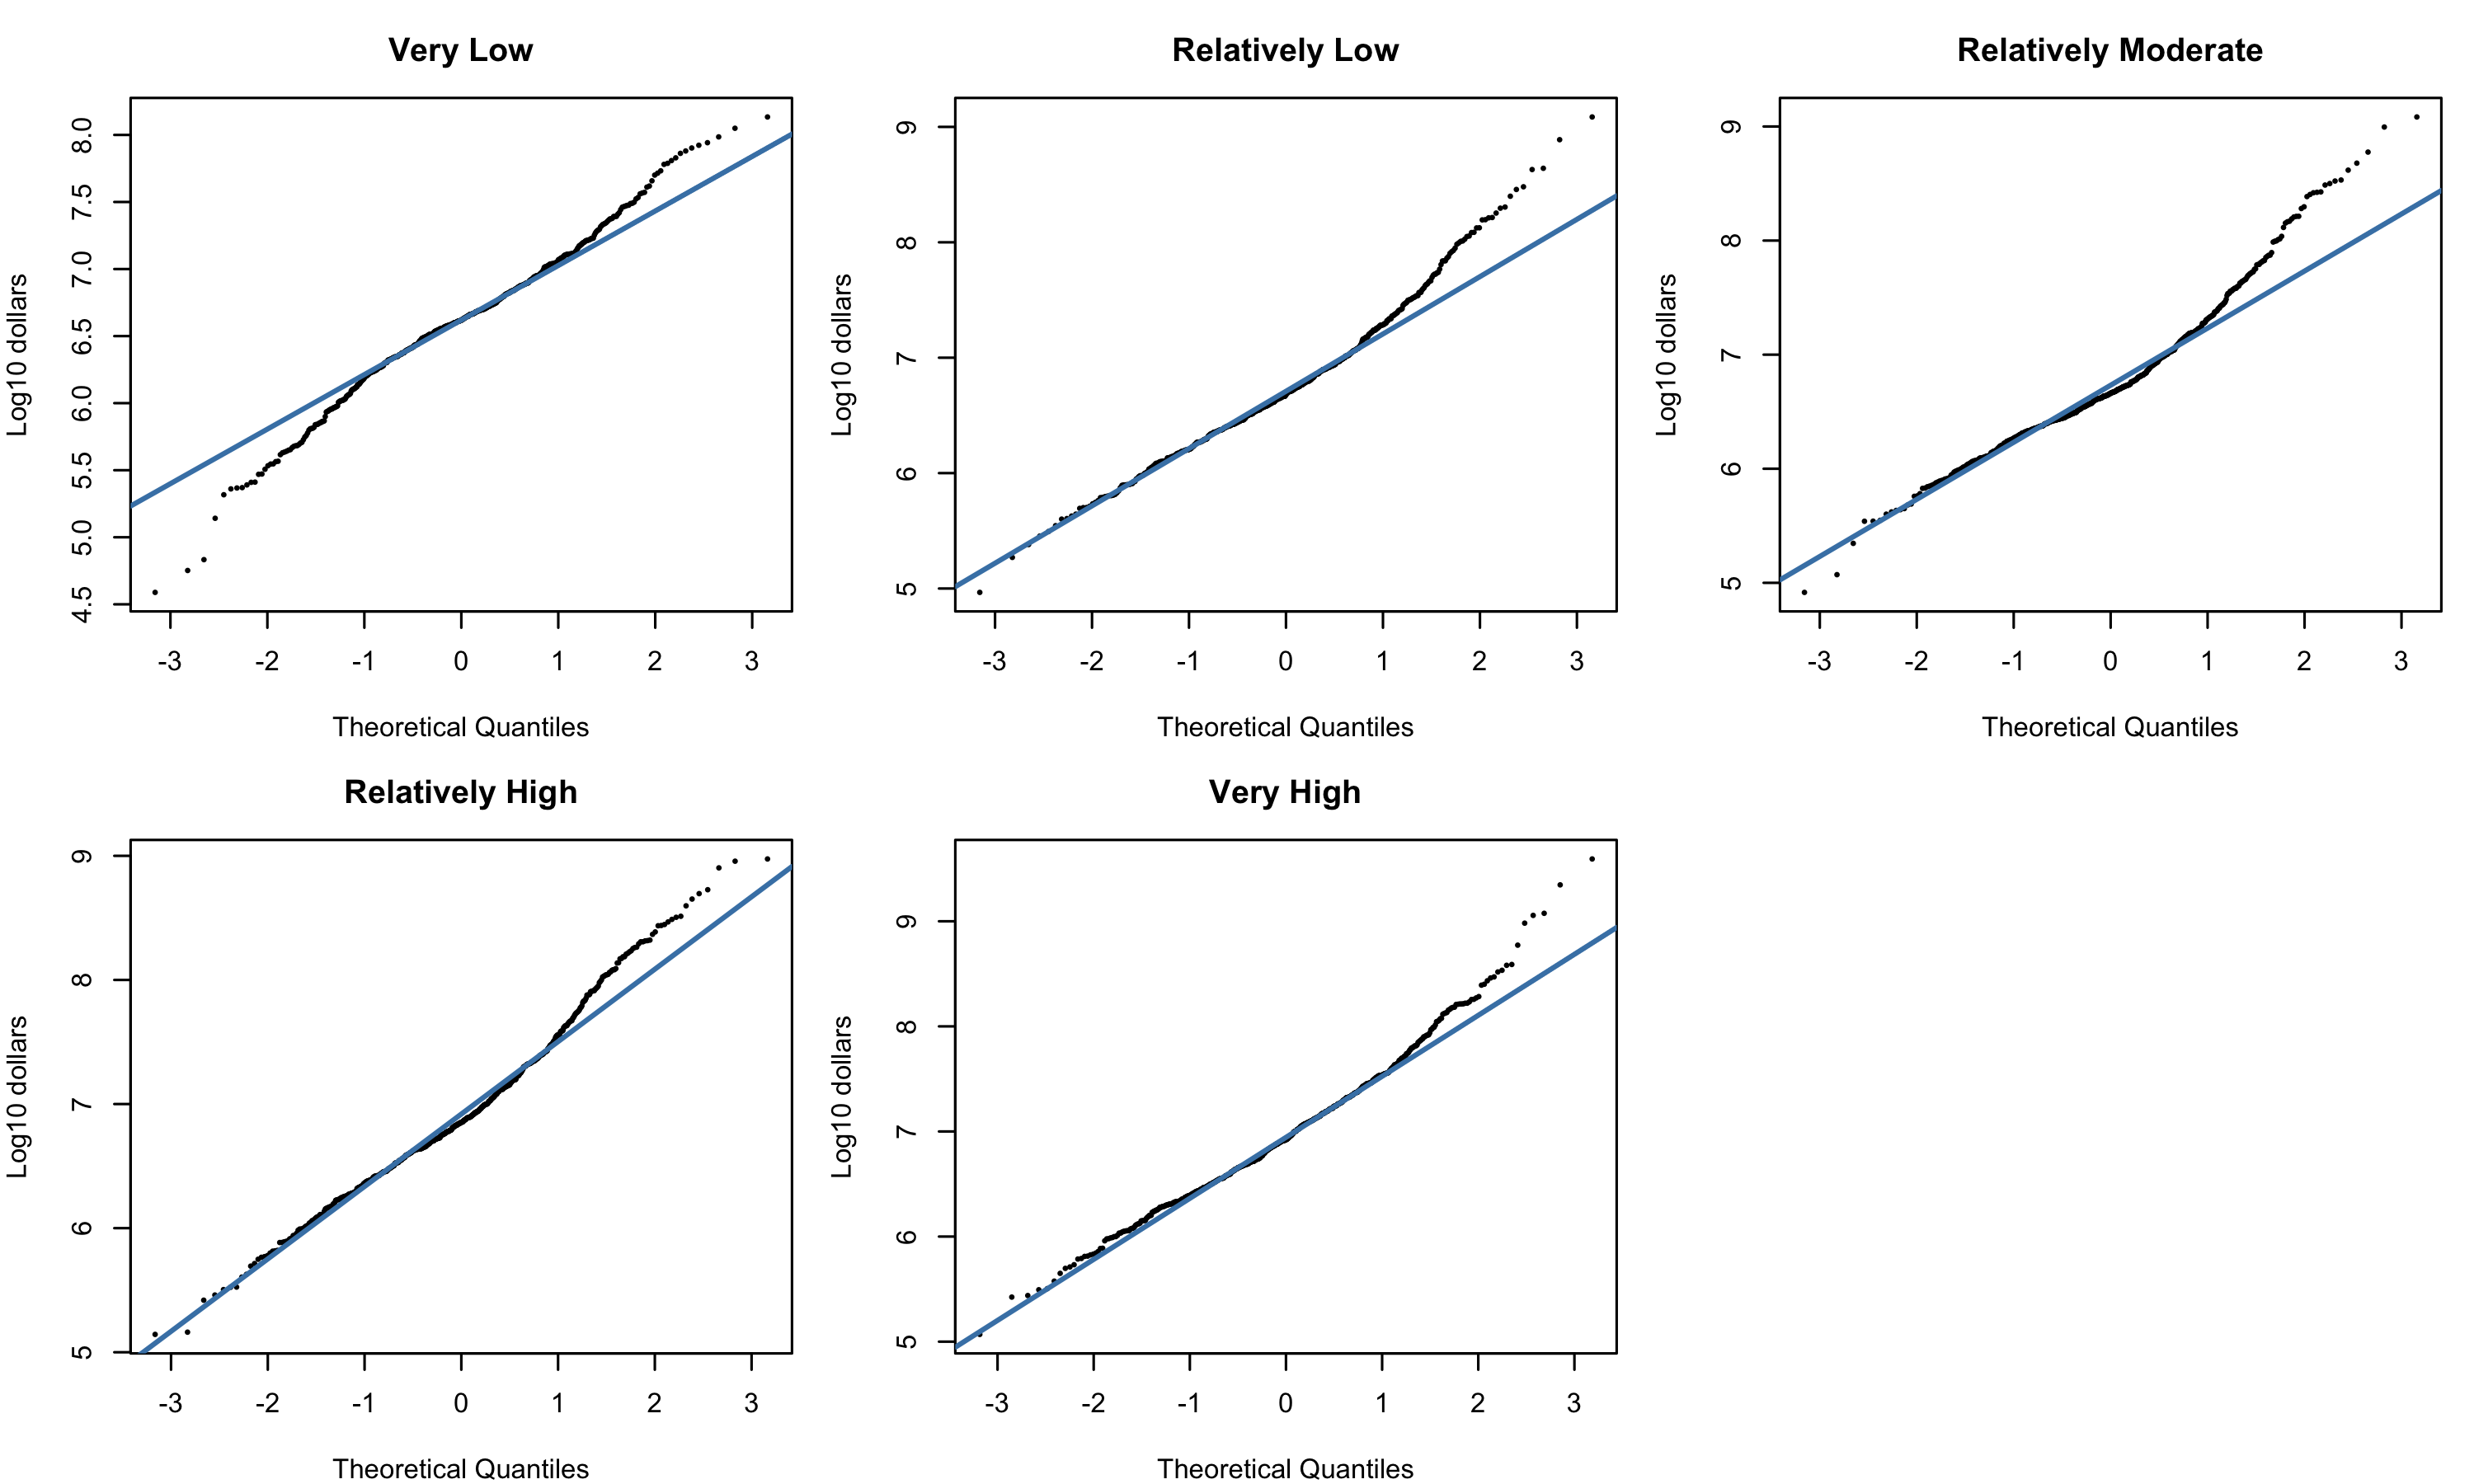 Very Low
Log10 dollars
8.0
7.5
7.0
6.5
6.0
5.5
5.0
4.5
-3 -2 -1 0 1 2 3
Theoretical Quantiles
Relatively Low
Log10 dollars
9
8
7
6
5
-3 -2 -1 0 1 2 3
Theoretical Quantiles
Relatively Moderate
Log10 dollars
9
8
7
6
5
-3 -2 -1 0 1 2 3
Theoretical Quantiles
Relatively High
Log10 dollars
9
8
7
6
5
-3 -2 -1 0 1 2 3
Theoretical Quantiles
Very High
Log10 dollars
9
8
7
6
5
-3 -2 -1 0 1 2 3
Theoretical Quantiles